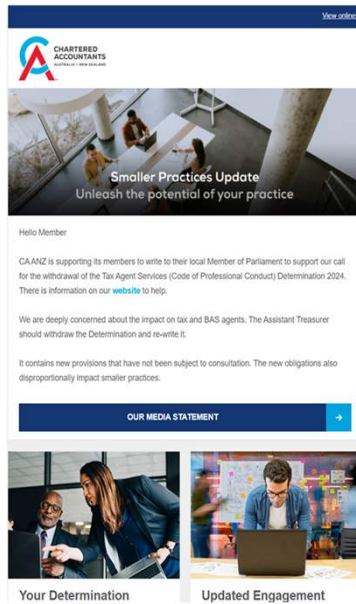 View online
CHARTERED
ACCOUNTANTS
AUSTRALIA + NEW ZEALAND
Smaller Practices Update
Unleash the potential of your practice
Hello Member
CA ANZ is supporting its members to write to their local Member of Parliament to support our call
for the withdrawal of the Tax Agent Services (Code of Professional Conduct) Determination 2024.
There is information on our website to help.
We are deeply concerned about the impact on tax and BAS agents. The Assistant Treasurer
should withdraw the Determination and re-write it.
It contains new provisions that have not been subject to consultation. The new obligations also
disproportionally impact smaller practices.
OUR MEDIA STATEMENT
Your Determination
Updated Engagement